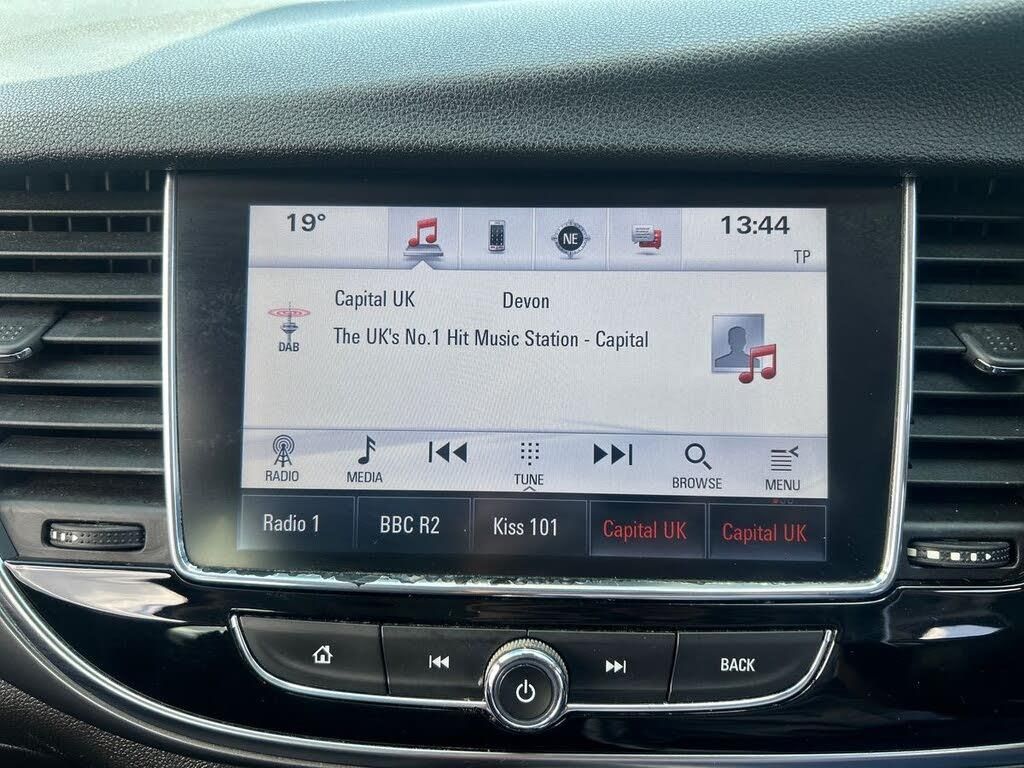 19°
NE
13:44
TP
Capital UK Devon
DAB
The UK's No.1 Hit Music Station - Capital
RADIO MEDIA TUNE BROWSE MENU
Radio 1 BBC R2 Kiss 101 Capital UK Capital UK
BACK